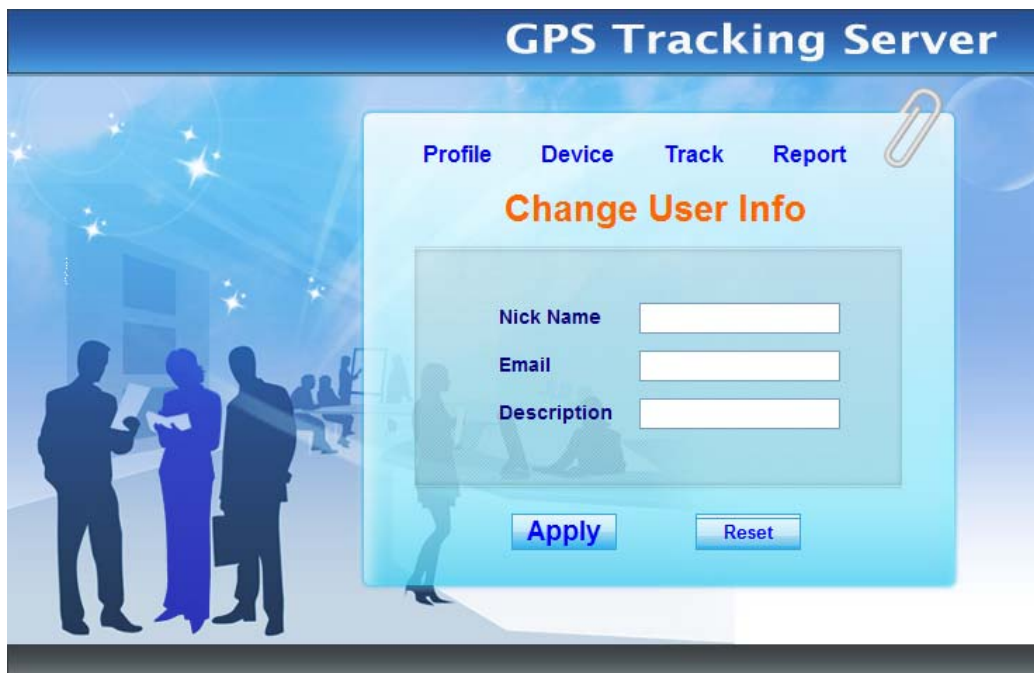 GPS Tracking Server
Profile Device Track Report
Change User Info
Nick Name
Email
Description
Apply Reset